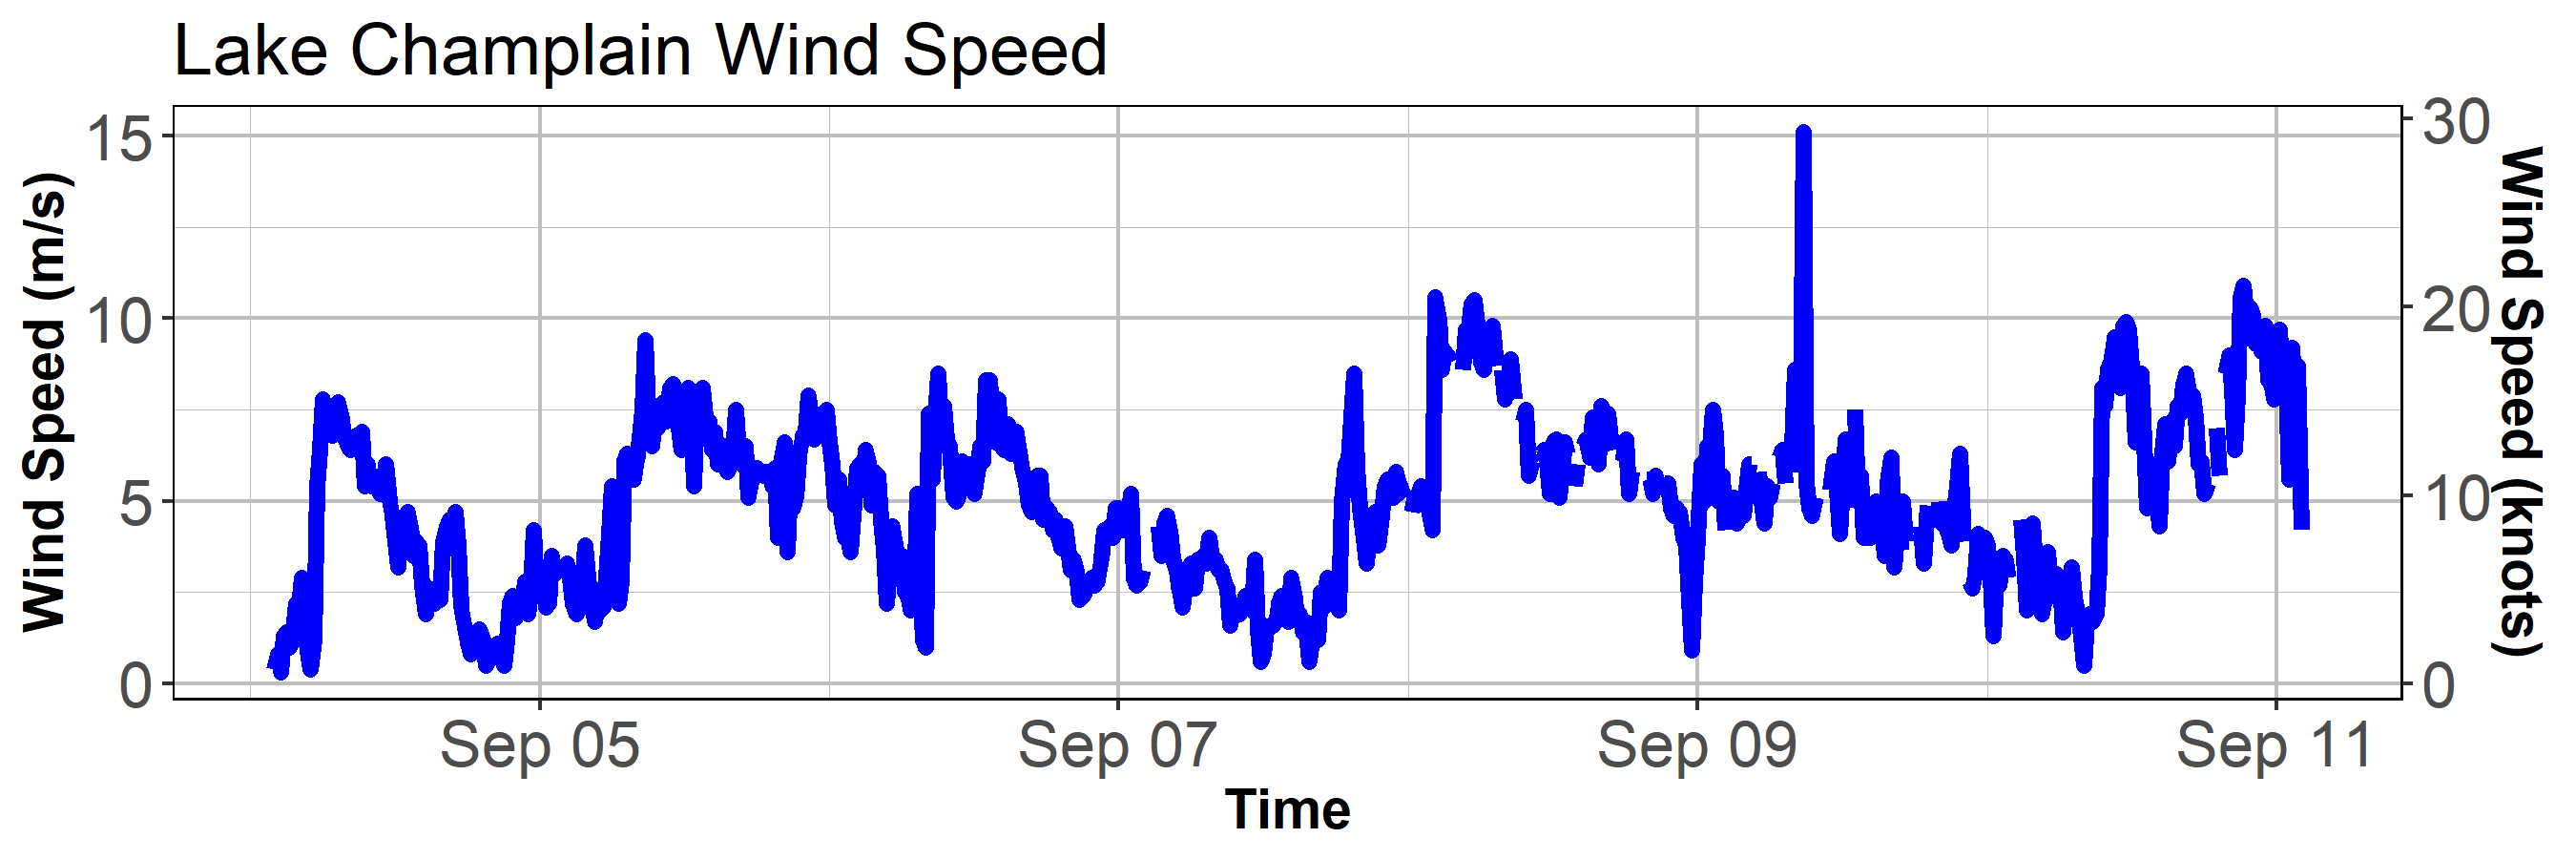 Lake Champlain Wind Speed
15
10
5
0
Wind Speed (m/s)
30
20
10
0
Wind Speed (knots)
Sep 05
Sep 07
Sep 09
Sep 11
Time